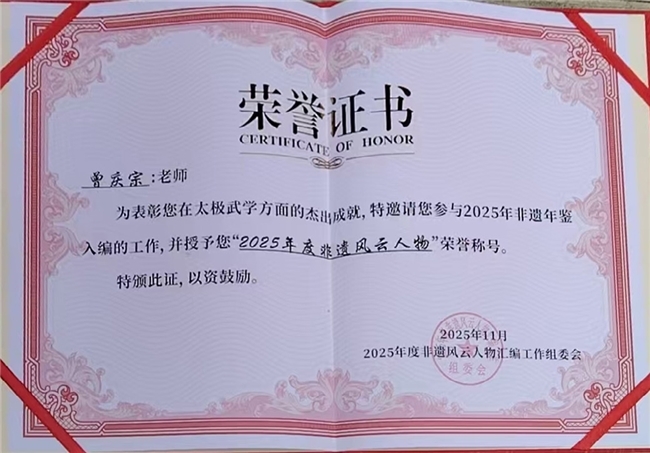 荣誉证书
CERTIFICATE OF HONOR
曾庆宗:老师
为表彰您在太极武学方面的杰出成就,特邀请您参与2025年非遗年鉴
入编的工作,并授予您“2025年度非遗风云人物”荣誉称号。
特颁此证,以资鼓励。
2025年11月
2025年度非遗风云人物汇编工作组委会
组委会